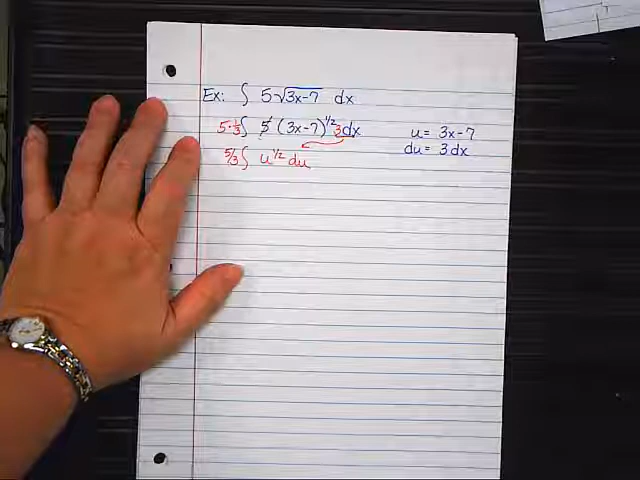 Ex: ∫ 5√(3x-7) dx
5·1/3 ∫ 5 (3x-7)^1/2 3dx
u = 3x-7
5/3 ∫ u^1/2 du
du = 3dx